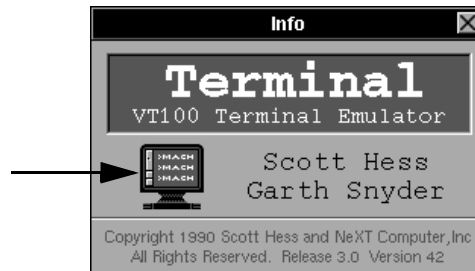 Info
Terminal
VT100 Terminal Emulator
>MACH
>MACH
>MACH
Scott Hess
Garth Snyder
Copyright 1990 Scott Hess and NeXT Computer,Inc
All Rights Reserved. Release 3.0 Version 42